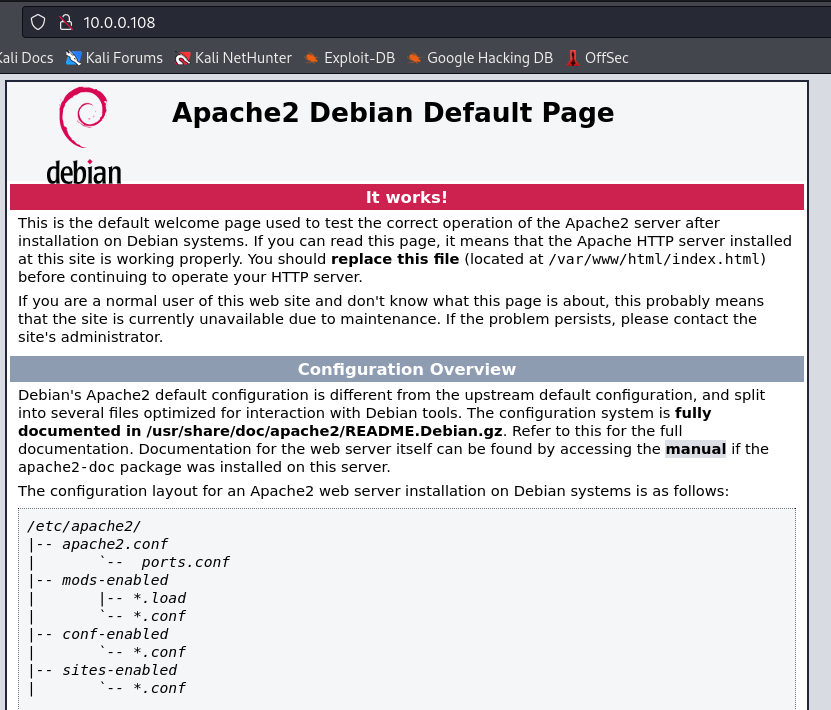 10.0.0.108
Kali Docs Kali Forums Kali NetHunter Exploit-DB Google Hacking DB OffSec
debian
Apache2 Debian Default Page
It works!
This is the default welcome page used to test the correct operation of the Apache2 server after
installation on Debian systems. If you can read this page, it means that the Apache HTTP server installed
at this site is working properly. You should replace this file (located at /var/www/html/index.html)
before continuing to operate your HTTP server.
If you are a normal user of this web site and don't know what this page is about, this probably means
that the site is currently unavailable due to maintenance. If the problem persists, please contact the
site's administrator.
Configuration Overview
Debian's Apache2 default configuration is different from the upstream default configuration, and split
into several files optimized for interaction with Debian tools. The configuration system is fully
documented in /usr/share/doc/apache2/README.Debian.gz. Refer to this for the full
documentation. Documentation for the web server itself can be found by accessing the manual if the
apache2-doc package was installed on this server.
The configuration layout for an Apache2 web server installation on Debian systems is as follows:
/etc/apache2/
|-- apache2.conf
|       `--  ports.conf
|-- mods-enabled
|       |-- *.load
|       `-- *.conf
|-- conf-enabled
|       `-- *.conf
|-- sites-enabled
|       `-- *.conf